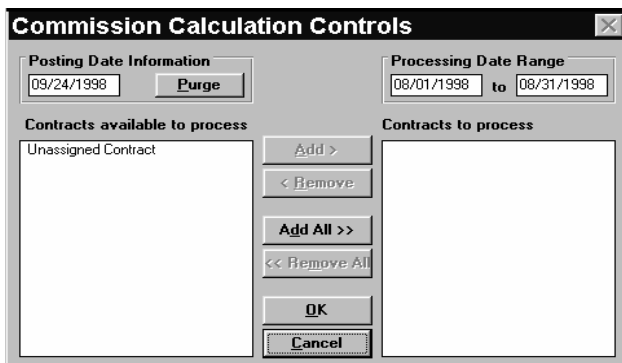 Commission Calculation Controls
Posting Date Information
09/24/1998 Purge
Processing Date Range
08/01/1998 to 08/31/1998
Contracts available to process
Unassigned Contract
Add >
< Remove
Add All >>
<< Remove All
OK
Cancel
Contracts to process